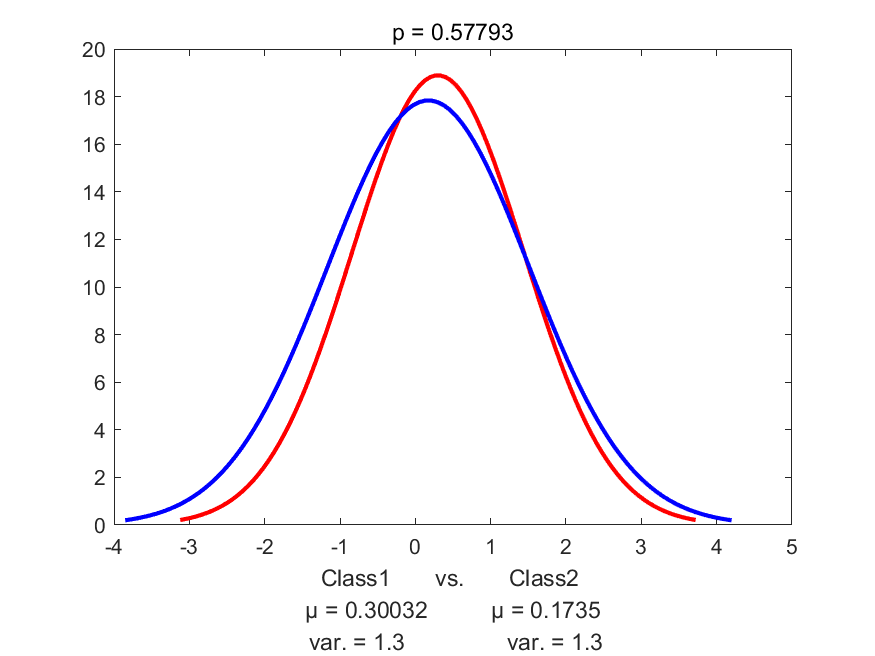 p = 0.57793
20
18
16
14
12
10
8
6
4
2
0
-4 -3 -2 -1 0 1 2 3 4 5
Class1 vs. Class2
μ = 0.30032 μ = 0.1735
var. = 1.3 var. = 1.3